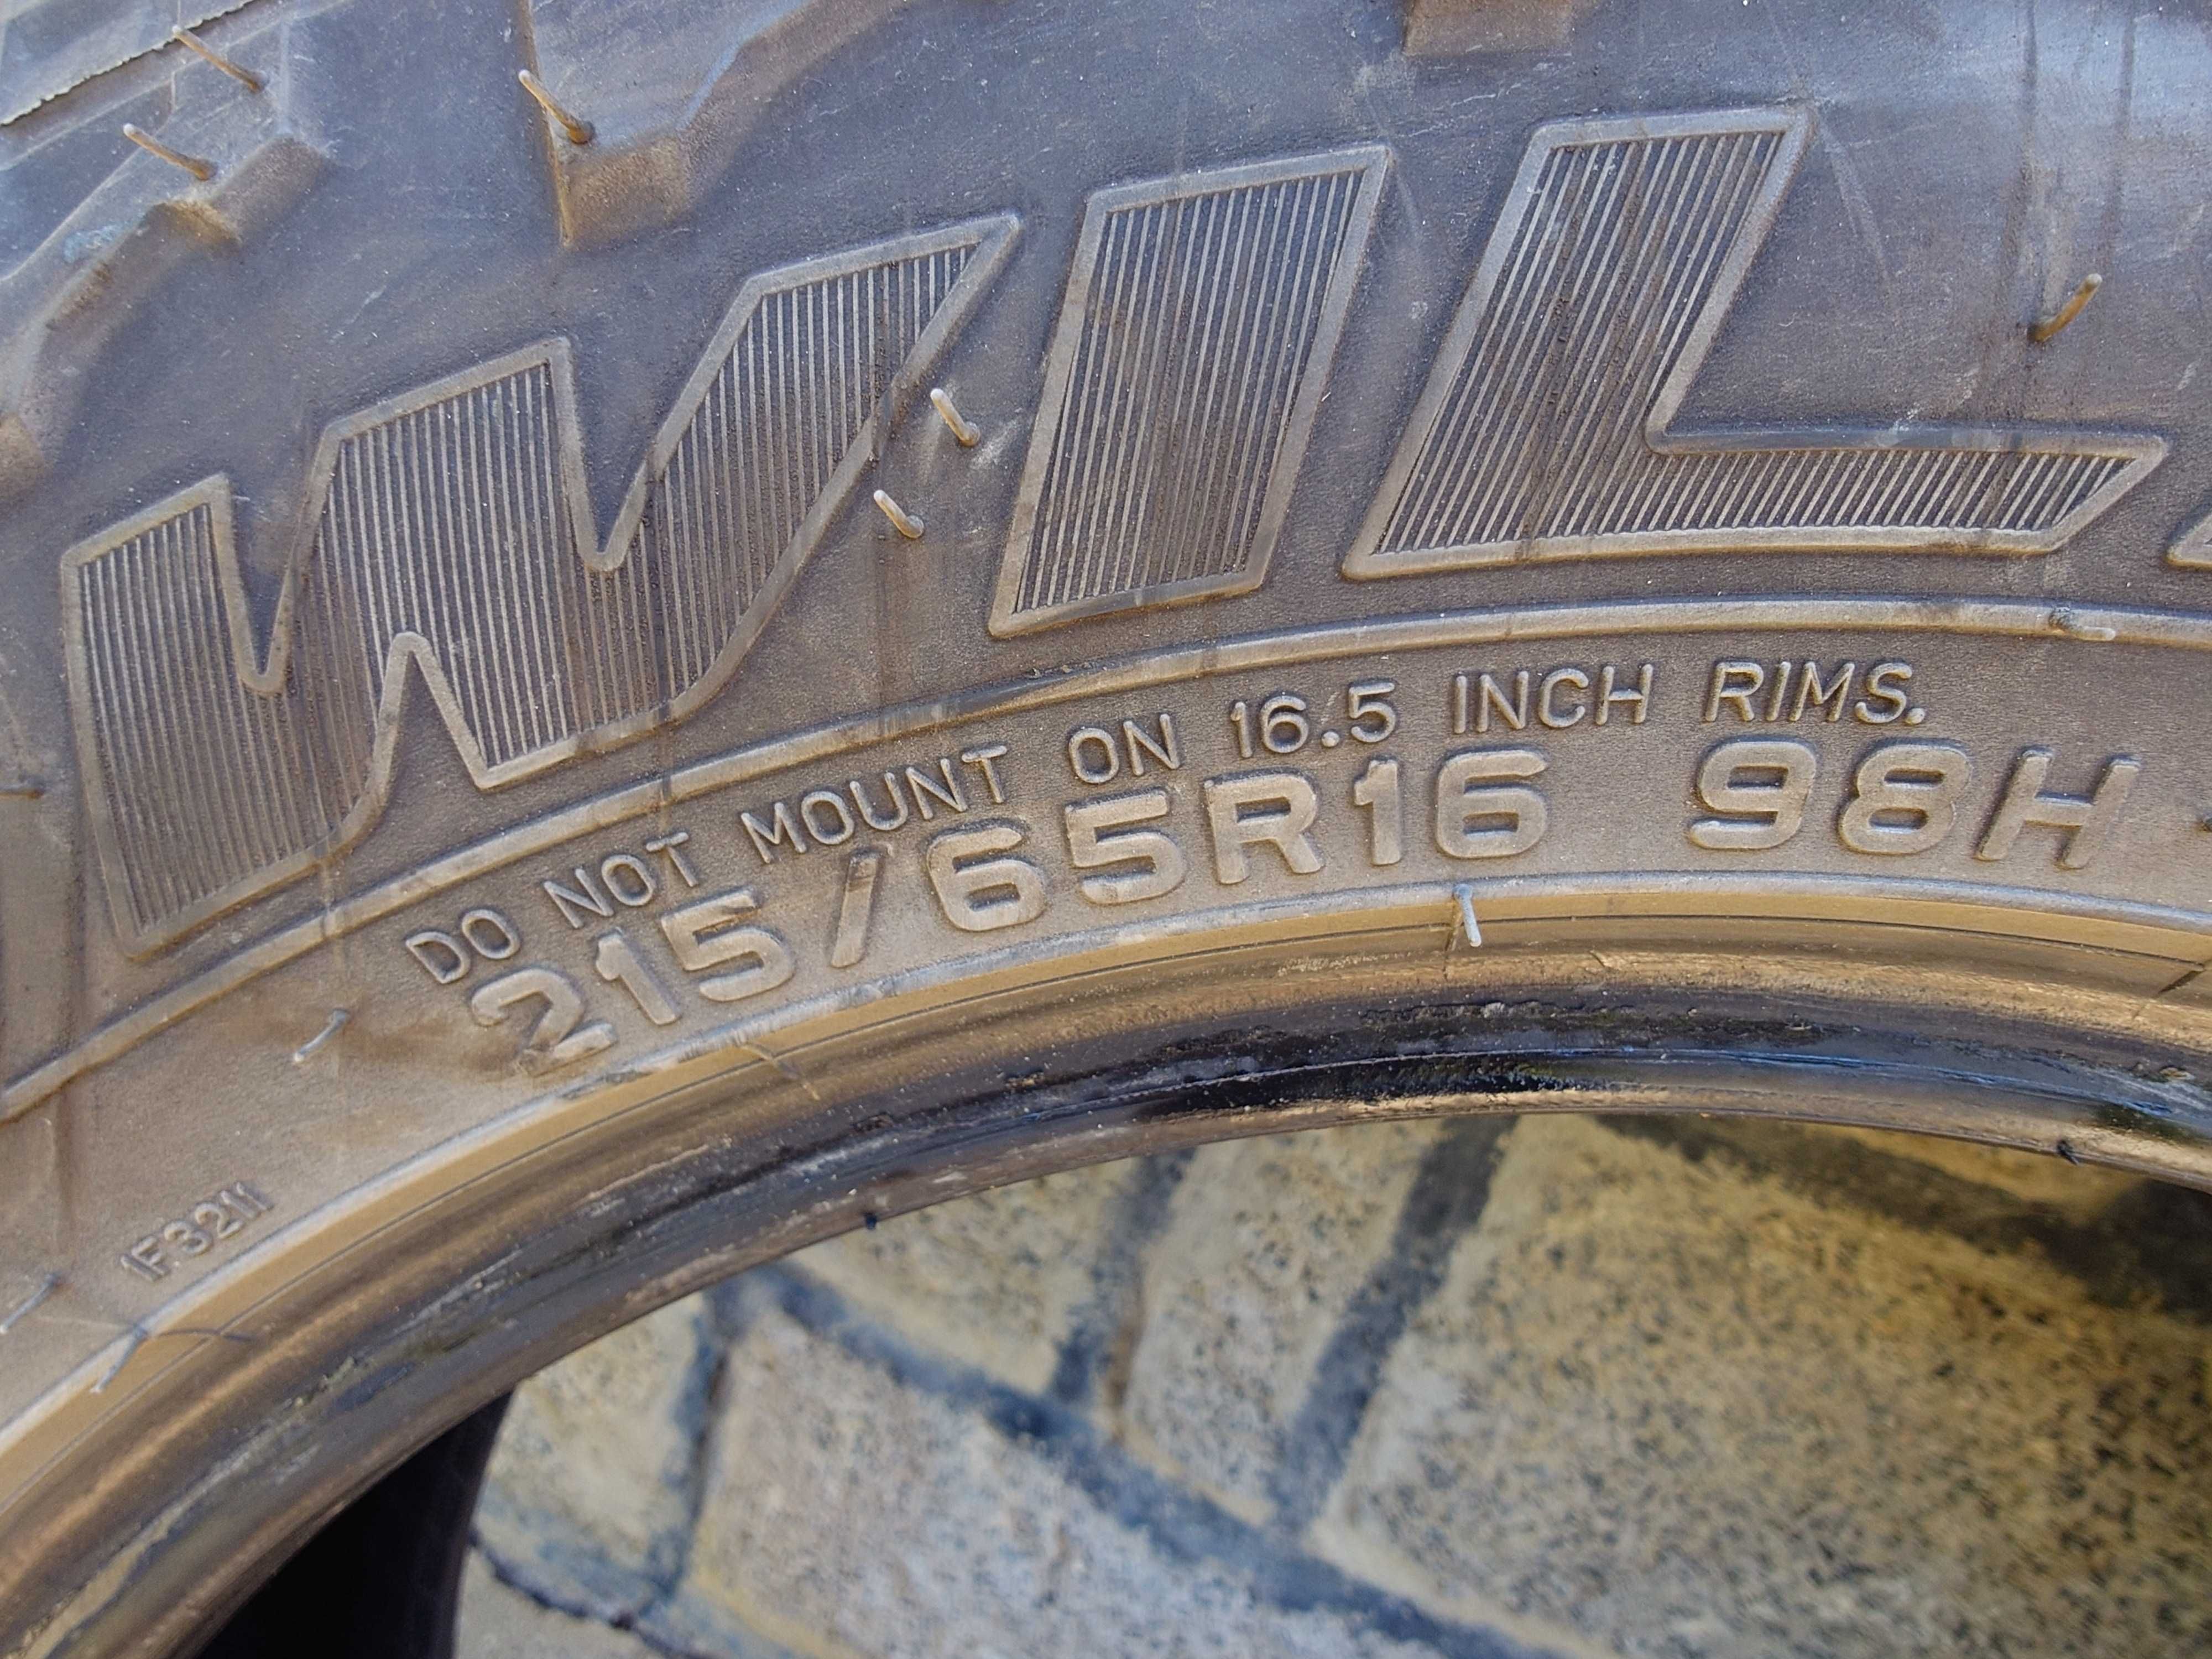 WIL
DO NOT MOUNT ON 16.5 INCH RIMS.
215/65R16 98H
1F3211